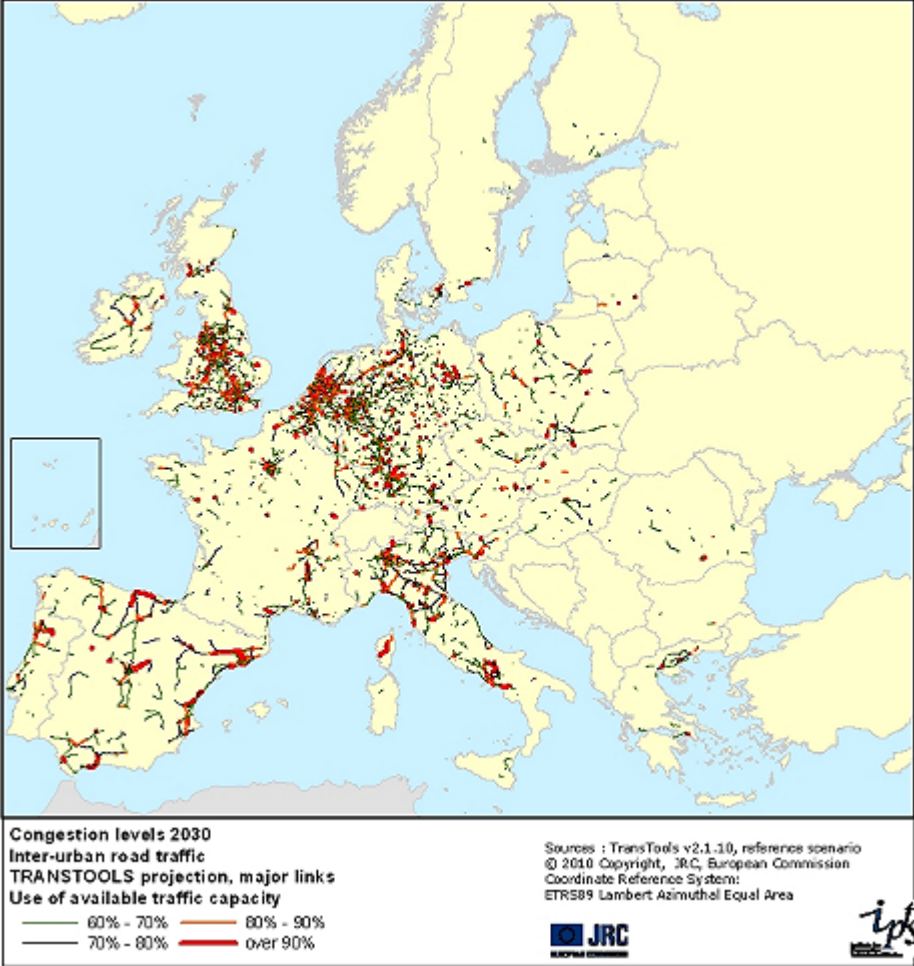 Congestion levels 2030
Inter-urban road traffic
TRANSTOOLS projection, major links
Use of available traffic capacity
60% - 70%
80% - 90%
70% - 80%
over 90%
Sources : TransTools v2.1.10, reference scenario
© 2010 Copyright, JRC, European Commission
Coordinate Reference System:
ETRS89 Lambert Azimuthal Equal Area
JRC
EUROPEAN COMMISSION